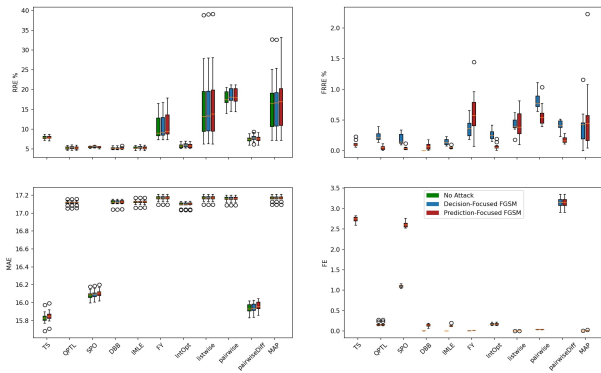 40
35
30
25
20
15
10
5
RRE %
2.0
1.5
1.0
0.5
0.0
FRRE %
17.2
17.0
16.8
16.6
16.4
16.2
16.0
15.8
MAE
TS
QPTL
SPO
DBB
IMLE
FY
IntOpt
listwise
pairwise
pairwiseDiff
MAP
3.5
3.0
2.5
2.0
1.5
1.0
0.5
0.0
FE
No Attack
Decision-Focused FGSM
Prediction-Focused FGSM
TS
QPTL
SPO
DBB
IMLE
FY
IntOpt
listwise
pairwise
pairwiseDiff
MAP